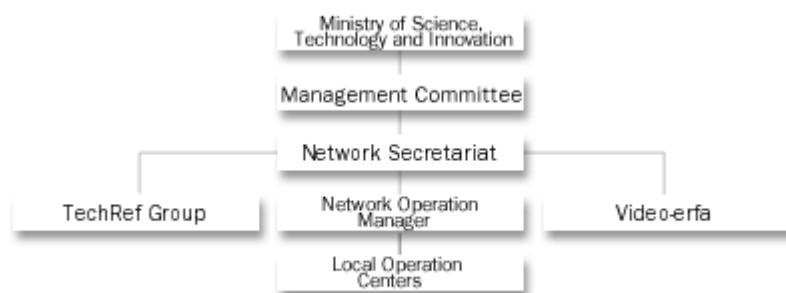 Ministry of Science,
Technology and Innovation
Management Committee
Network Secretariat
TechRef Group
Network Operation
Manager
Video-erfa
Local Operation
Centers